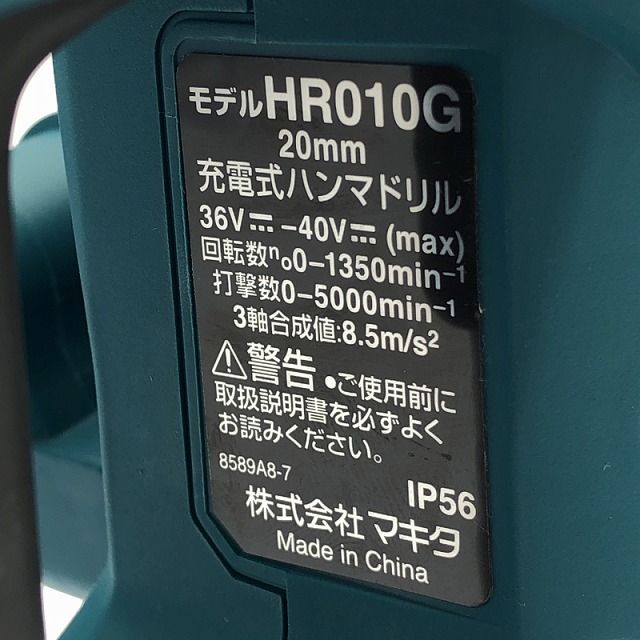 モデルHR010G
20mm
充電式ハンマドリル
36V⎓-40V⎓(max)
回転数n₀0-1350min⁻¹
打撃数0-5000min⁻¹
3軸合成値:8.5m/s²
⚠警告 ●ご使用前に
取扱説明書を必ずよく
お読みください。
8589A8-7
IP56
株式会社 マキタ
Made in China